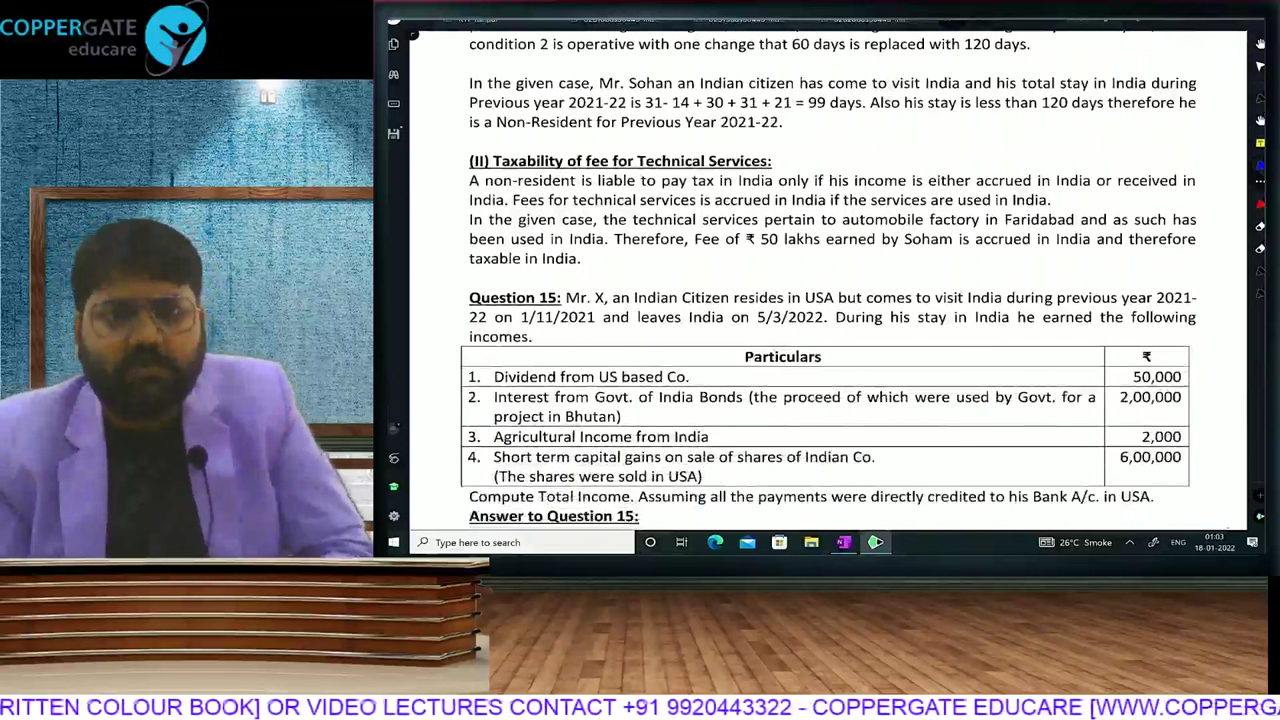 COPPERGATE
educare
condition 2 is operative with one change that 60 days is replaced with 120 days.
In the given case, Mr. Sohan an Indian citizen has come to visit India and his total stay in India during
Previous year 2021-22 is 31- 14 + 30 + 31 + 21 = 99 days. Also his stay is less than 120 days therefore he
is a Non-Resident for Previous Year 2021-22.
(II) Taxability of fee for Technical Services:
A non-resident is liable to pay tax in India only if his income is either accrued in India or received in
India. Fees for technical services is accrued in India if the services are used in India.
In the given case, the technical services pertain to automobile factory in Faridabad and as such has
been used in India. Therefore, Fee of ₹ 50 lakhs earned by Soham is accrued in India and therefore
taxable in India.
Question 15: Mr. X, an Indian Citizen resides in USA but comes to visit India during previous year 2021-
22 on 1/11/2021 and leaves India on 5/3/2022. During his stay in India he earned the following
incomes.
Particulars ₹
1. Dividend from US based Co. 50,000
2. Interest from Govt. of India Bonds (the proceed of which were used by Govt. for a 2,00,000
project in Bhutan)
3. Agricultural Income from India 2,000
4. Short term capital gains on sale of shares of Indian Co. 6,00,000
(The shares were sold in USA)
Compute Total Income. Assuming all the payments were directly credited to his Bank A/c. in USA.
Answer to Question 15:
Type here to search
26°C Smoke
ENG
01:03
18-01-2022
RITTEN COLOUR BOOK] OR VIDEO LECTURES CONTACT +91 9920443322 - COPPERGATE EDUCARE [WWW.COPPERGA